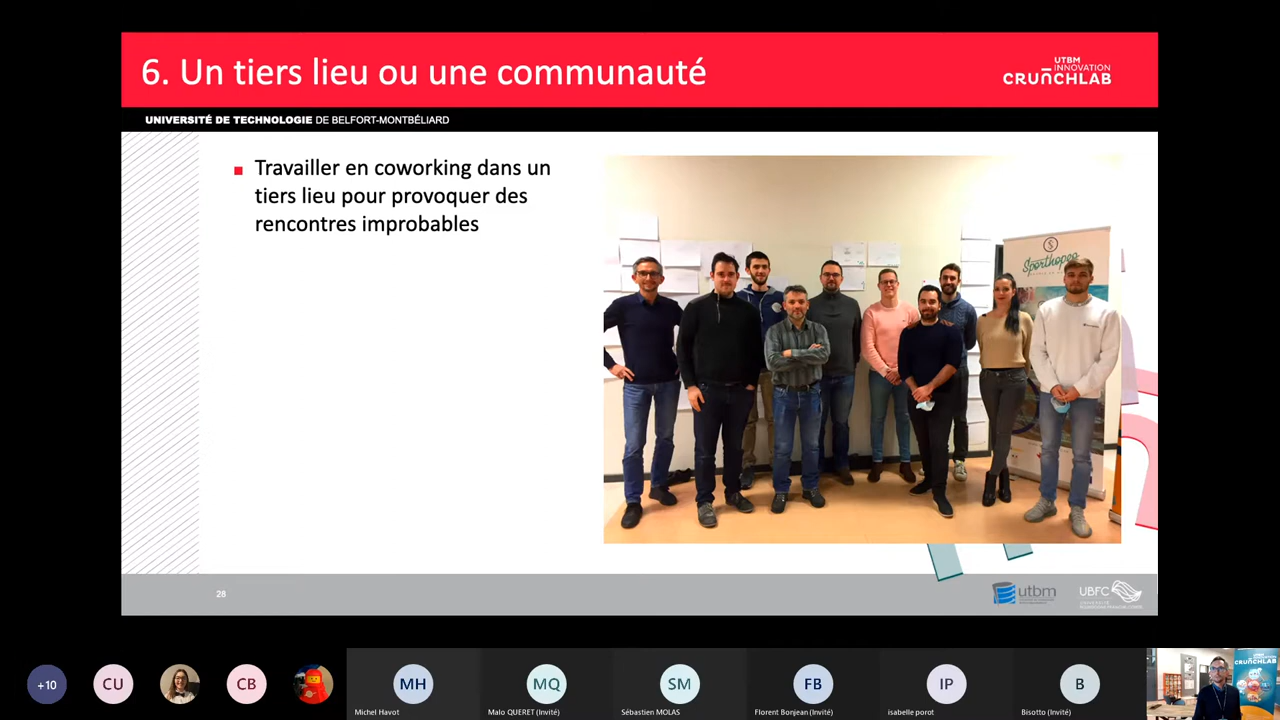 6. Un tiers lieu ou une communauté
UTBM
INNOVATION
CRUNCHLAB
UNIVERSITÉ DE TECHNOLOGIE DE BELFORT-MONTBÉLIARD
Travailler en coworking dans un
tiers lieu pour provoquer des
rencontres improbables
Sporthopeo
28
utbm
UBFC
+10
CU
CB
MH
MQ
SM
FB
IP
B
Michel Havot
Malo QUERET (Invité)
Sébastien MOLAS
Florent Bonjean (Invité)
isabelle porot
Bisotto (Invité)
CRUNCHLAB